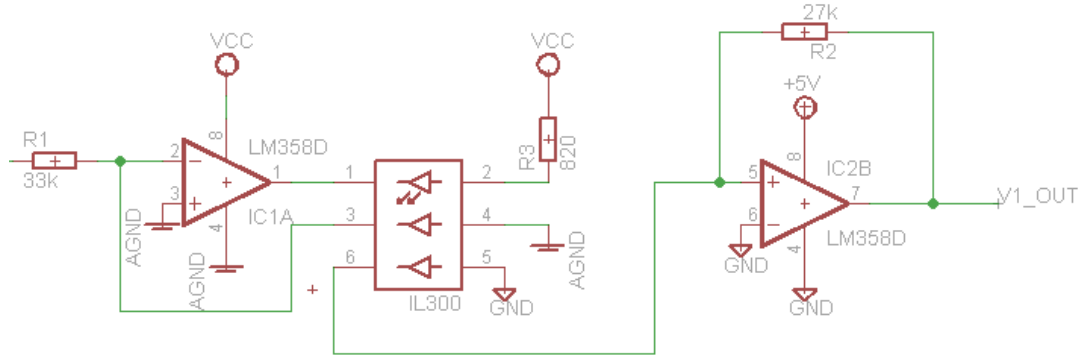 27k
R2
VCC
VCC
+5V
R1
33k
8
LM358D
2
3
1
4
IC1A
AGND
AGND
R3
820
1
2
3
4
6
5
IL300
AGND
GND
8
IC2B
5
6
7
4
LM358D
GND
GND
V1_OUT